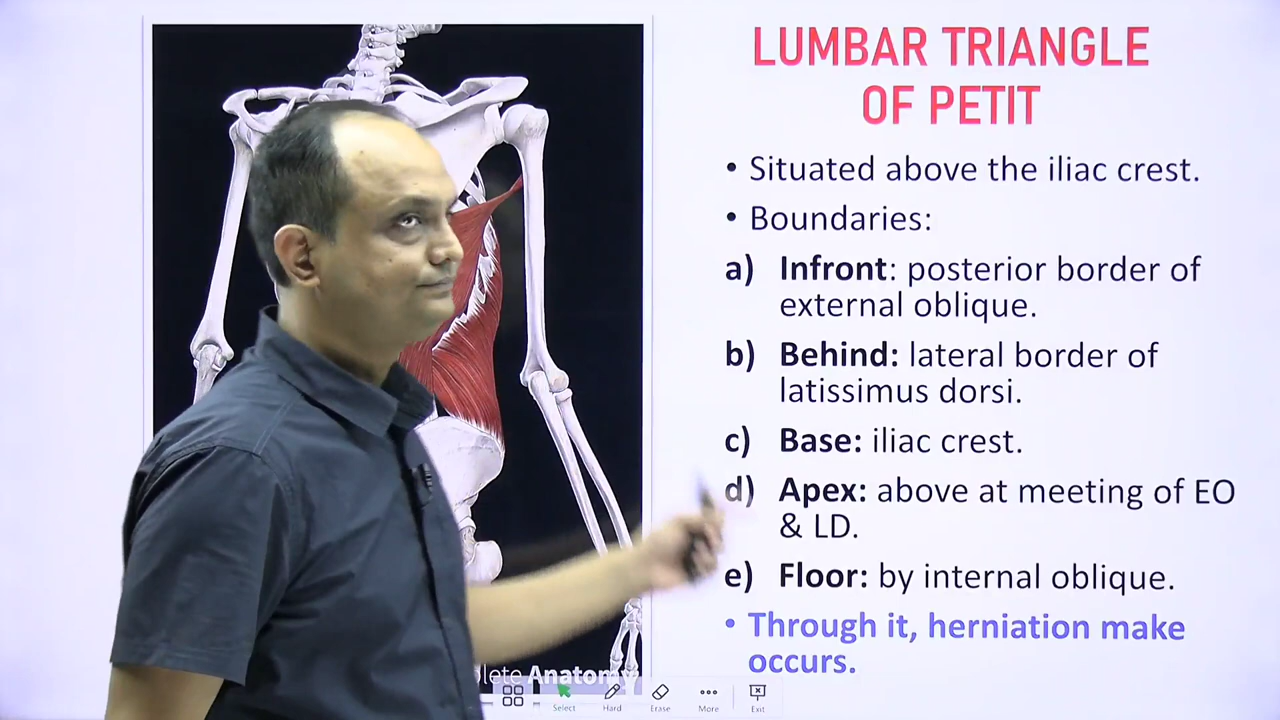 LUMBAR TRIANGLE
OF PETIT
• Situated above the iliac crest.
• Boundaries:
a) Infront: posterior border of
external oblique.
b) Behind: lateral border of
latissimus dorsi.
c) Base: iliac crest.
d) Apex: above at meeting of EO
& LD.
e) Floor: by internal oblique.
• Through it, herniation make
occurs.
Anatomy
Select Hard Erase More Exit